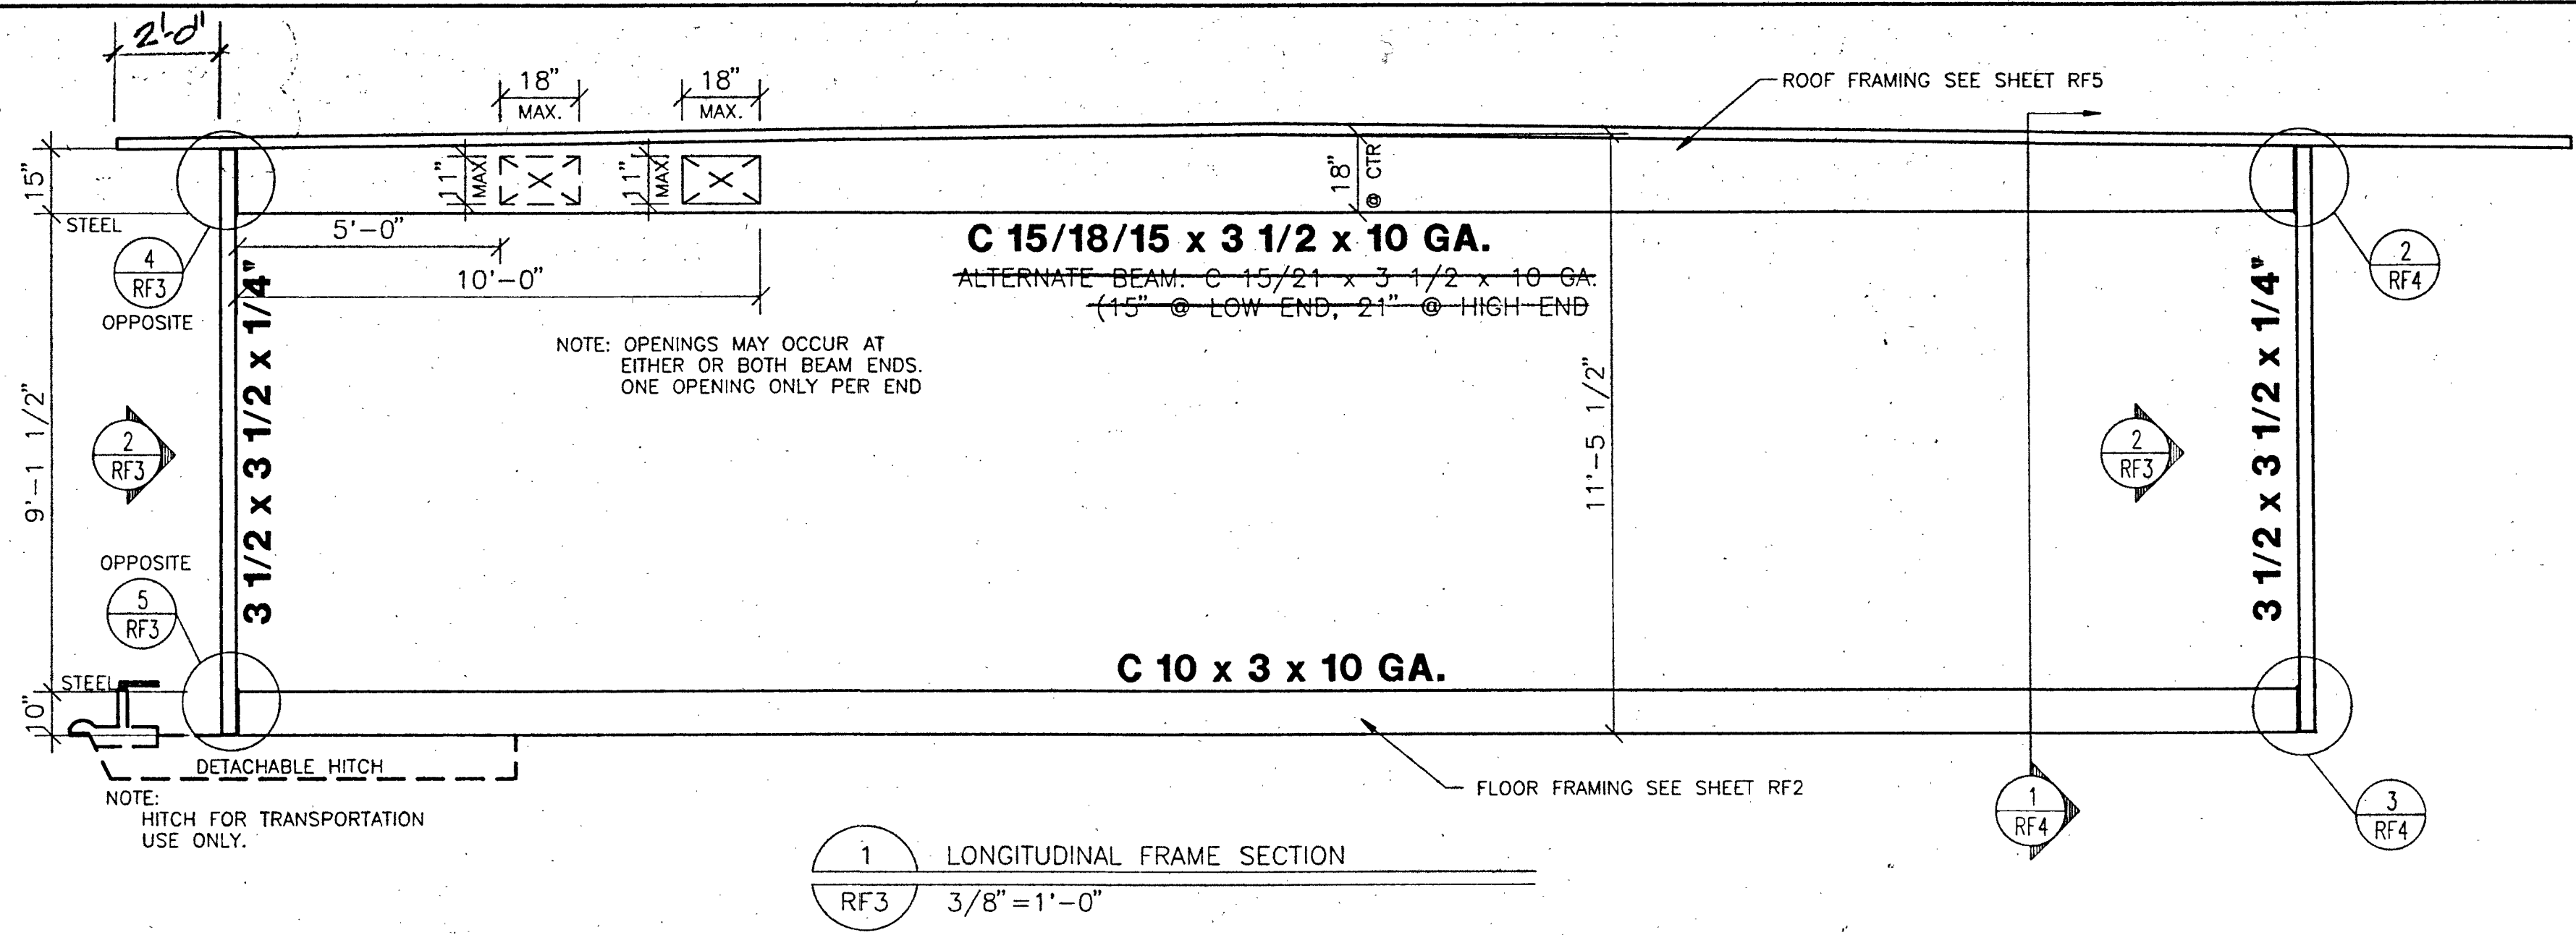 2'-0"
18"
MAX.
18"
MAX.
ROOF FRAMING SEE SHEET RF5
15"
11"
MAX
11"
MAX
18"
@ CTR
STEEL
5'-0"
10'-0"
C 15/18/15 x 3 1/2 x 10 GA.
ALTERNATE BEAM: C 15/21 x 3 1/2 x 10 GA.
(15" @ LOW END, 21" @ HIGH END
4
RF3
OPPOSITE
2
RF4
NOTE: OPENINGS MAY OCCUR AT
EITHER OR BOTH BEAM ENDS.
ONE OPENING ONLY PER END
9'-1 1/2"
3 1/2 x 3 1/2 x 1/4"
11'-5 1/2"
3 1/2 x 3 1/2 x 1/4"
2
RF3
2
RF3
OPPOSITE
5
RF3
C 10 x 3 x 10 GA.
STEEL
10"
DETACHABLE HITCH
NOTE:
HITCH FOR TRANSPORTATION
USE ONLY.
FLOOR FRAMING SEE SHEET RF2
1
RF4
3
RF4
1
LONGITUDINAL FRAME SECTION
RF3
3/8"=1'-0"